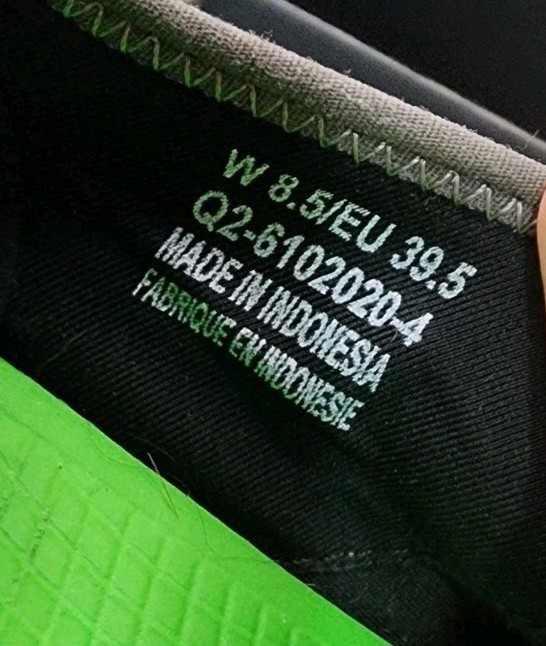 W 8.5/EU 39.5
Q2-6102020-4
MADE IN INDONESIA
FABRIQUE EN INDONESIE